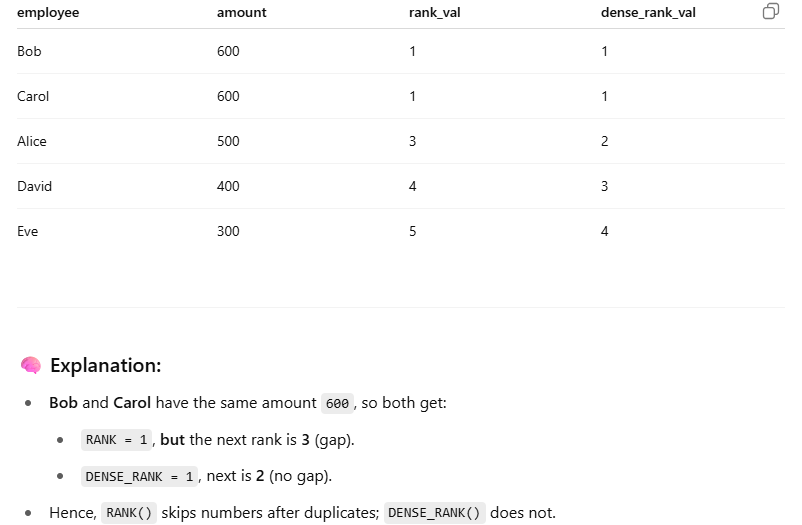 employee amount rank_val dense_rank_val
Bob 600 1 1
Carol 600 1 1
Alice 500 3 2
David 400 4 3
Eve 300 5 4
Explanation:
Bob and Carol have the same amount 600, so both get:
RANK = 1, but the next rank is 3 (gap).
DENSE_RANK = 1, next is 2 (no gap).
Hence, RANK() skips numbers after duplicates; DENSE_RANK() does not.